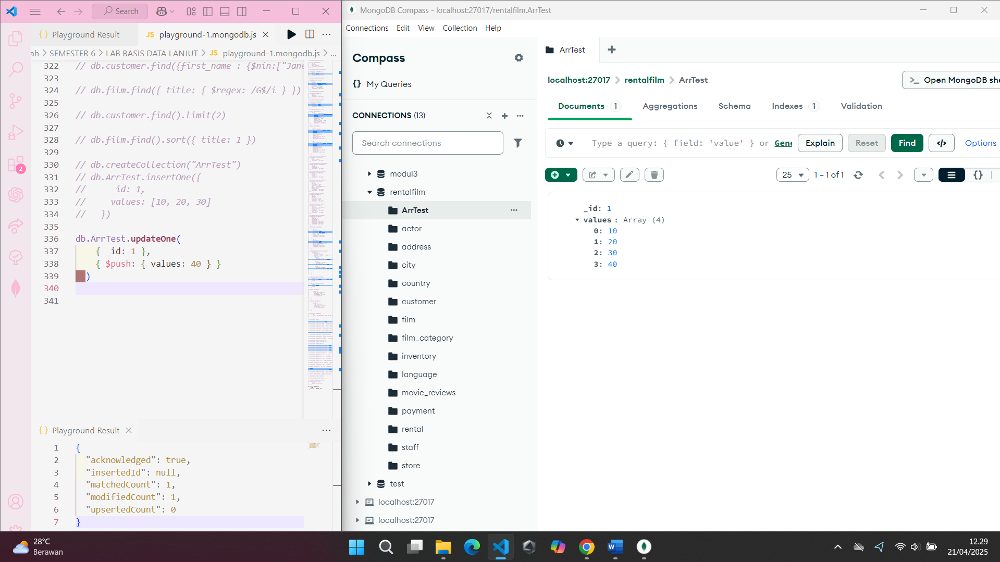 Search
Playground Result
JS playground-1.mongodb.js
ah > SEMESTER 6 > LAB BASIS DATA LANJUT > JS playground-1.mongodb.js > ...
322 // db.customer.find({first_name : {$nin:["Jane
323
324 // db.film.find({ title: { $regex: /G$/i } })
325
326 // db.customer.find().limit(2)
327
328 // db.film.find().sort({ title: 1 })
329
330 // db.createCollection("ArrTest")
331 // db.ArrTest.insertOne({
332 //     _id: 1,
333 //     values: [10, 20, 30]
334 //   })
335
336 db.ArrTest.updateOne(
337     { _id: 1 },
338     { $push: { values: 40 } }
339   )
340
341
2
Playground Result
1 {
2   "acknowledged": true,
3   "insertedId": null,
4   "matchedCount": 1,
5   "modifiedCount": 1,
6   "upsertedCount": 0
7 }
MongoDB Compass - localhost:27017/rentalfilm.ArrTest
Connections Edit View Collection Help
Compass
{} My Queries
CONNECTIONS (13)
Search connections
modul3
rentalfilm
ArrTest
actor
address
city
country
customer
film
film_category
inventory
language
movie_reviews
payment
rental
staff
store
test
localhost:27017
localhost:27017
ArrTest
localhost:27017 > rentalfilm > ArrTest
>_ Open MongoDB she
Documents 1 Aggregations Schema Indexes 1 Validation
Type a query: { field: 'value' } or Gene Explain Reset Find </> Options
25 1 – 1 of 1 {}
_id: 1
values : Array (4)
0: 10
1: 20
2: 30
3: 40
28°C
Berawan
12.29
21/04/2025